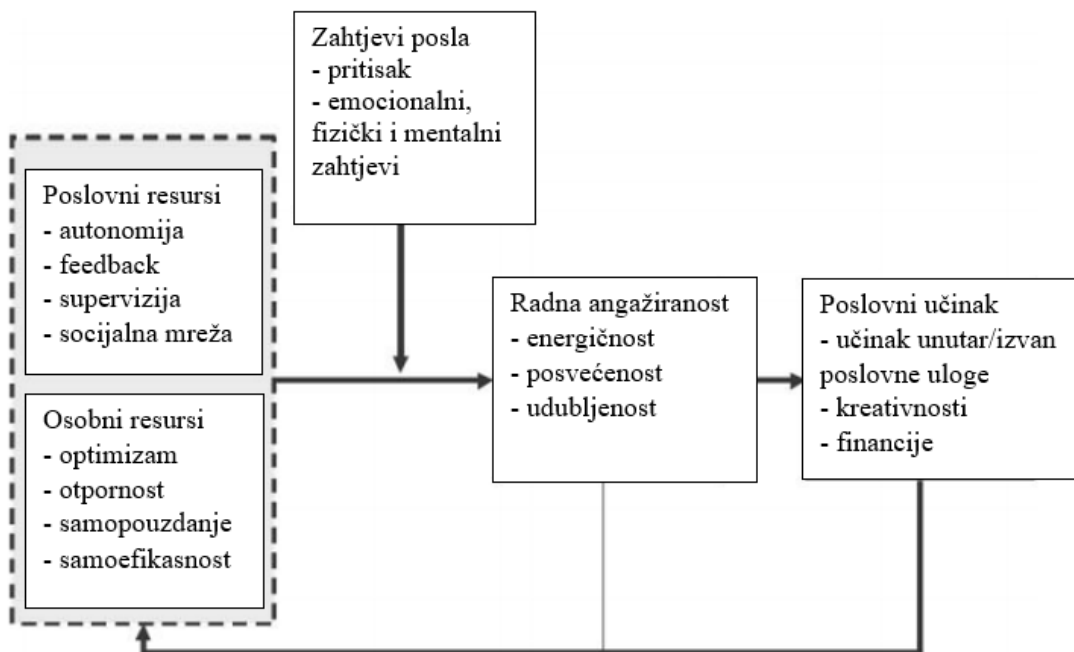 Zahtjevi posla
- pritisak
- emocionalni,
fizički i mentalni
zahtjevi
Poslovni resursi
- autonomija
- feedback
- supervizija
- socijalna mreža
Osobni resursi
- optimizam
- otpornost
- samopouzdanje
- samoefikasnost
Radna angažiranost
- energičnost
- posvećenost
- udubljenost
Poslovni učinak
- učinak unutar/izvan
poslovne uloge
- kreativnosti
- financije